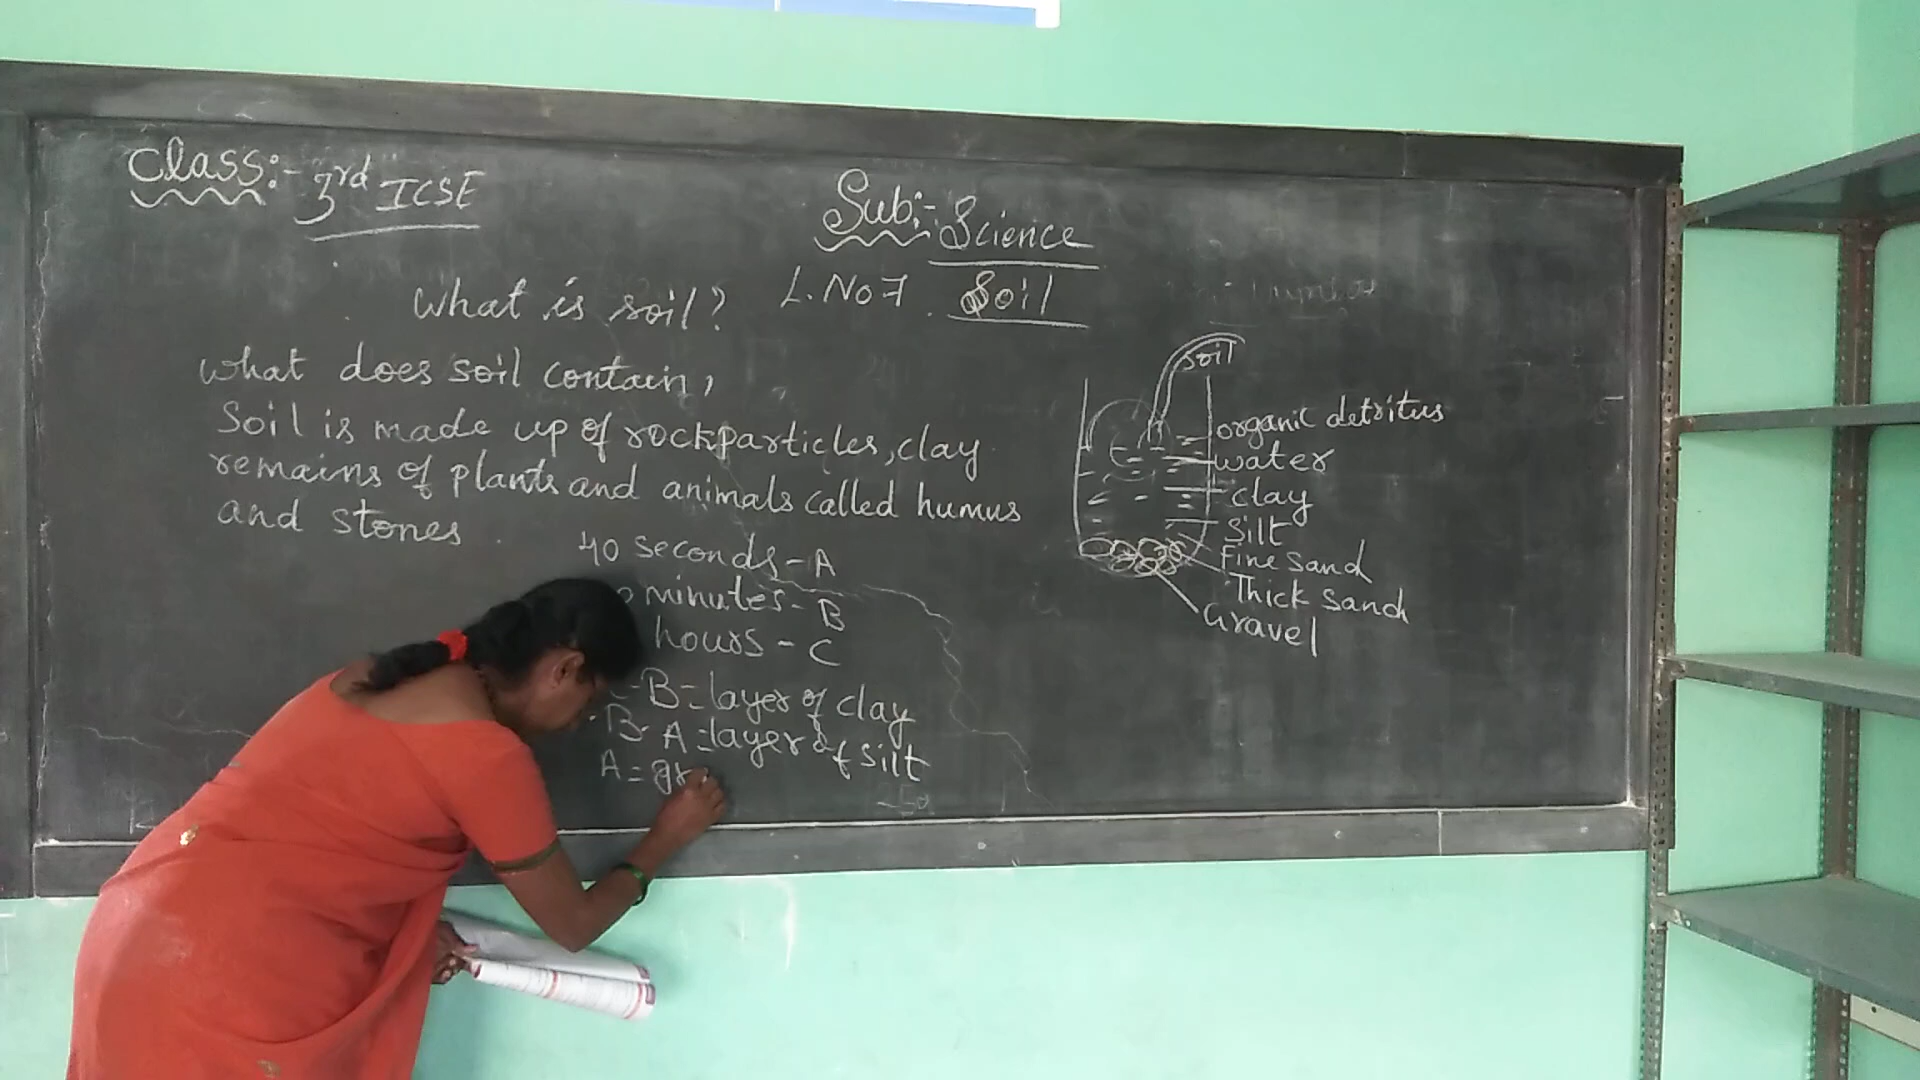 Class:- 3rd ICSE
Sub:- Science
L. No 7. Soil
What is soil?
what does soil contain,
Soil is made up of rockparticles, clay
remains of plants and animals called humus
and stones.
40 seconds - A
minutes - B
hours - C
- B = layer of clay
B - A = layer of silt
A = gr
soil
organic detritus
water
clay
Silt
Fine sand
Thick sand
Gravel